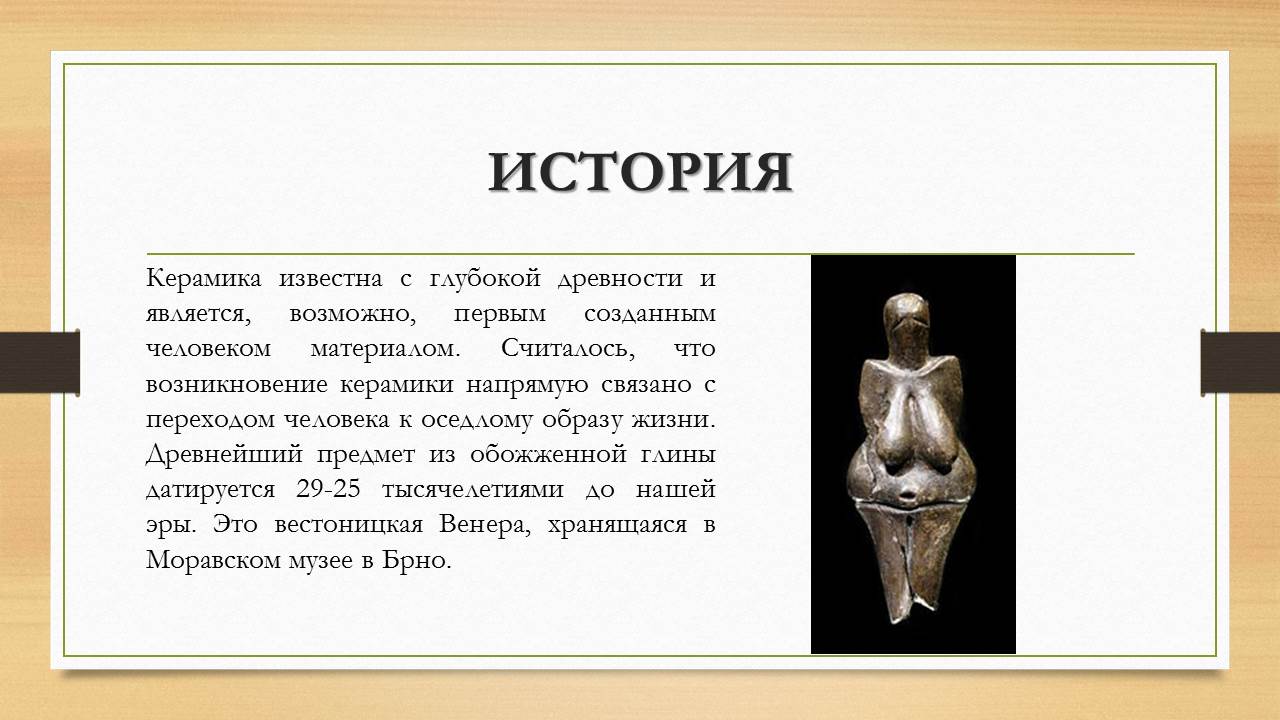 ИСТОРИЯ
Керамика известна с глубокой древности и
является, возможно, первым созданным
человеком материалом. Считалось, что
возникновение керамики напрямую связано с
переходом человека к оседлому образу жизни.
Древнейший предмет из обожженной глины
датируется 29-25 тысячелетиями до нашей
эры. Это вестоницкая Венера, хранящаяся в
Моравском музее в Брно.